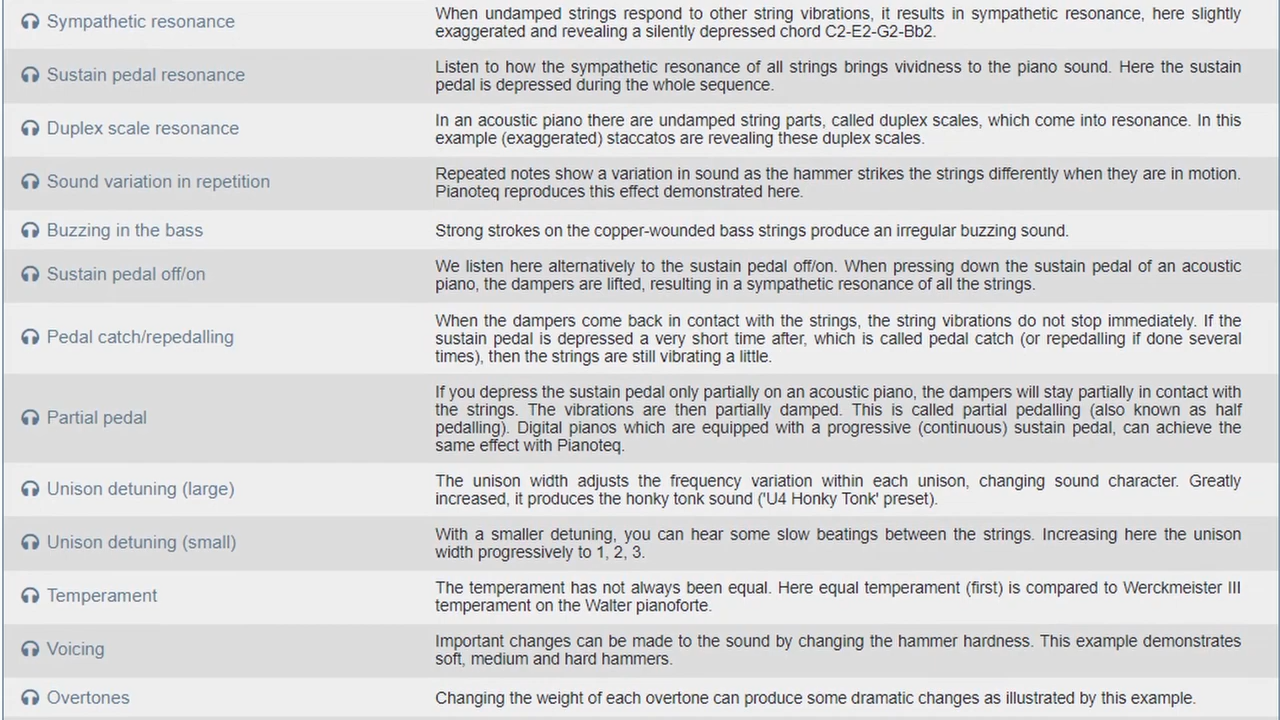 Sympathetic resonance
When undamped strings respond to other string vibrations, it results in sympathetic resonance, here slightly
exaggerated and revealing a silently depressed chord C2-E2-G2-Bb2.
Sustain pedal resonance
Listen to how the sympathetic resonance of all strings brings vividness to the piano sound. Here the sustain
pedal is depressed during the whole sequence.
Duplex scale resonance
In an acoustic piano there are undamped string parts, called duplex scales, which come into resonance. In this
example (exaggerated) staccatos are revealing these duplex scales.
Sound variation in repetition
Repeated notes show a variation in sound as the hammer strikes the strings differently when they are in motion.
Pianoteq reproduces this effect demonstrated here.
Buzzing in the bass
Strong strokes on the copper-wounded bass strings produce an irregular buzzing sound.
Sustain pedal off/on
We listen here alternatively to the sustain pedal off/on. When pressing down the sustain pedal of an acoustic
piano, the dampers are lifted, resulting in a sympathetic resonance of all the strings.
Pedal catch/repedalling
When the dampers come back in contact with the strings, the string vibrations do not stop immediately. If the
sustain pedal is depressed a very short time after, which is called pedal catch (or repedalling if done several
times), then the strings are still vibrating a little.
Partial pedal
If you depress the sustain pedal only partially on an acoustic piano, the dampers will stay partially in contact with
the strings. The vibrations are then partially damped. This is called partial pedalling (also known as half
pedalling). Digital pianos which are equipped with a progressive (continuous) sustain pedal, can achieve the
same effect with Pianoteq.
Unison detuning (large)
The unison width adjusts the frequency variation within each unison, changing sound character. Greatly
increased, it produces the honky tonk sound ('U4 Honky Tonk' preset).
Unison detuning (small)
With a smaller detuning, you can hear some slow beatings between the strings. Increasing here the unison
width progressively to 1, 2, 3.
Temperament
The temperament has not always been equal. Here equal temperament (first) is compared to Werckmeister III
temperament on the Walter pianoforte.
Voicing
Important changes can be made to the sound by changing the hammer hardness. This example demonstrates
soft, medium and hard hammers.
Overtones
Changing the weight of each overtone can produce some dramatic changes as illustrated by this example.